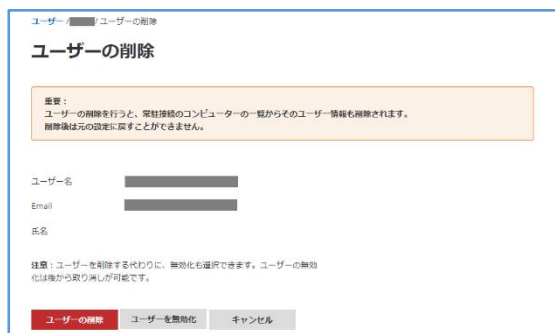 ユーザー / / ユーザーの削除
ユーザーの削除
重要：
ユーザーの削除を行うと、常駐接続のコンピューターの一覧からそのユーザー情報も削除されます。
削除後は元の設定に戻すことができません。
ユーザー名
Email
氏名
注意：ユーザーを削除する代わりに、無効化も選択できます。ユーザーの無効
化は後から取り消しが可能です。
ユーザーの削除 ユーザーを無効化 キャンセル